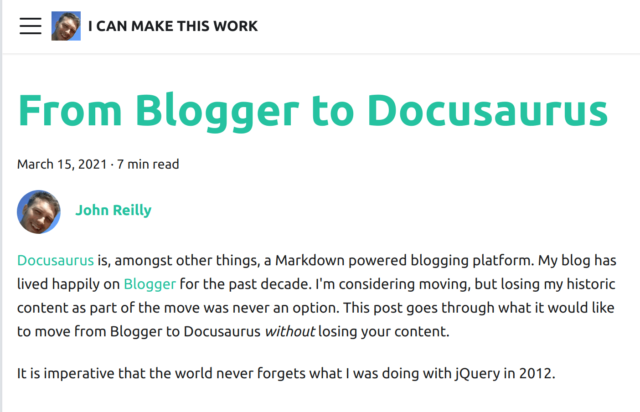 I CAN MAKE THIS WORK
From Blogger to Docusaurus
March 15, 2021 · 7 min read
John Reilly
Docusaurus is, amongst other things, a Markdown powered blogging platform. My blog has
lived happily on Blogger for the past decade. I'm considering moving, but losing my historic
content as part of the move was never an option. This post goes through what it would like
to move from Blogger to Docusaurus without losing your content.
It is imperative that the world never forgets what I was doing with jQuery in 2012.